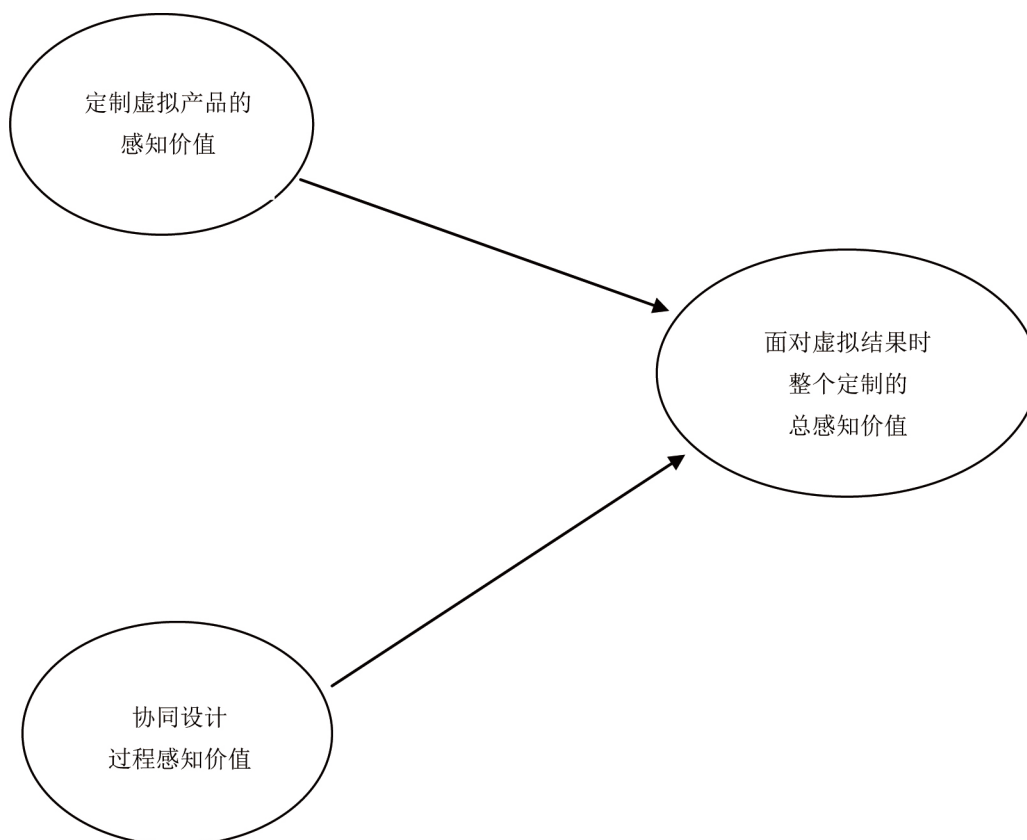 定制虚拟产品的
感知价值
面对虚拟结果时
整个定制的
总感知价值
协同设计
过程感知价值